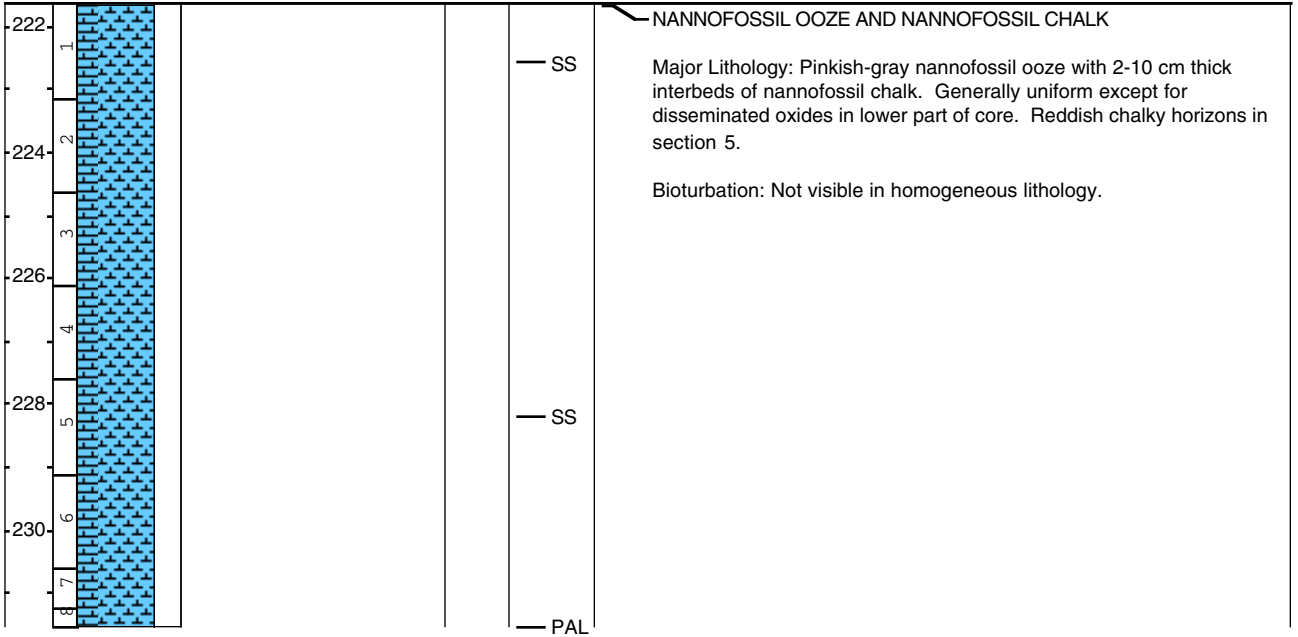 NANNOFOSSIL OOZE AND NANNOFOSSIL CHALK
Major Lithology: Pinkish-gray nannofossil ooze with 2-10 cm thick
interbeds of nannofossil chalk. Generally uniform except for
disseminated oxides in lower part of core. Reddish chalky horizons in
section 5.
Bioturbation: Not visible in homogeneous lithology.
222
224
226
228
230
1
2
3
4
5
6
7
8
SS
SS
PAL